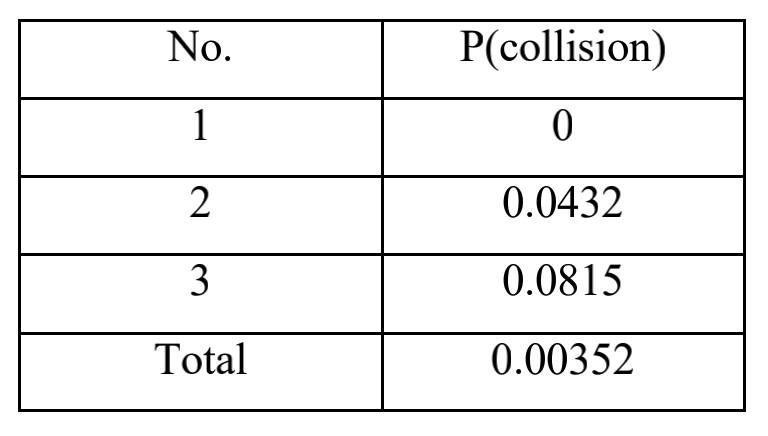 No. P(collision)
1 0
2 0.0432
3 0.0815
Total 0.00352